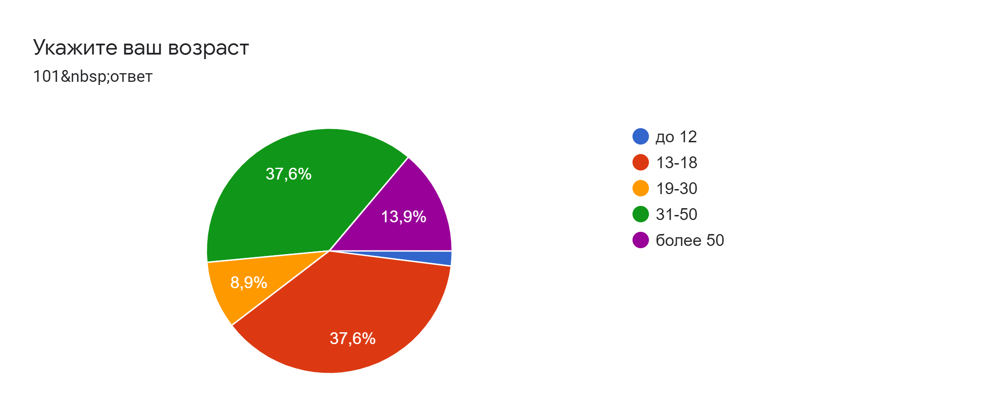 Укажите ваш возраст
101&nbsp;ответ
37,6%
13,9%
8,9%
37,6%
до 12
13-18
19-30
31-50
более 50